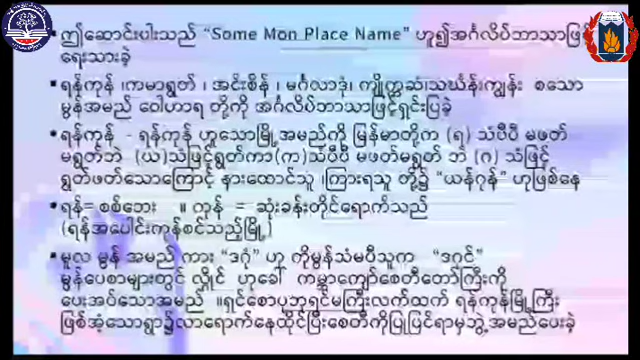 ဤဆောင်းပါးသည် “Some Mon Place Name” ဟူ၍အင်္ဂလိပ်ဘာသာဖြင့်
ရေးသားခဲ့
ရန်ကုန် ၊ကမာရွတ် ၊ အင်းစိန် ၊ မင်္ဂလာဒုံ၊ ကျိုက္ကဆံ၊သင်္ဃန်းကျွန်း စသော
မွန်အမည် ဝေါဟာရ တို့ကို အင်္ဂလိပ်ဘာသာဖြင့်ရှင်းပြခဲ့
ရန်ကုန် - ရန်ကုန် ဟူသောမြို့အမည်ကို မြန်မာတို့က (ရ) သံပီပီ မဖတ်
မရွတ်ဘဲ (ယ)သံဖြင့်ရွတ်ကာ(က)သံပီပီ မဖတ်မရွတ် ဘဲ (ဂ) သံဖြင့်
ရွတ်ဖတ်သောကြောင့် နားထောင်သူ ကြားရသူ တို့၌ “ယန်ဂုန်” ဟုဖြစ်နေ
ရန်= စစ်ဘေး ။ ကုန် = ဆုံးခန်းတိုင်ရောက်သည်
(ရန်အပေါင်းကုန်စင်သည့်မြို့)
မူလ မွန် အမည် ကား “ဒဂုံ” ဟု ကိုမွန်သံမပီသူက “ဒဂုင်”
မွန်ပေစာများတွင် လှိုင် ဟုခေါ် ကမ္ဘာကျော်စေတီတော်ကြီးကို
ပေးအပ်သောအမည် ။ရှင်စောပုဘုရင်မကြီးလက်ထက် ရန်ကုန်မြို့ကြီး
ဖြစ်အံ့သောရွာ၌လာရောက်နေထိုင်ပြီးစေတီကိုပြုပြင်ရာမှဘွဲ့အမည်ပေးခဲ့